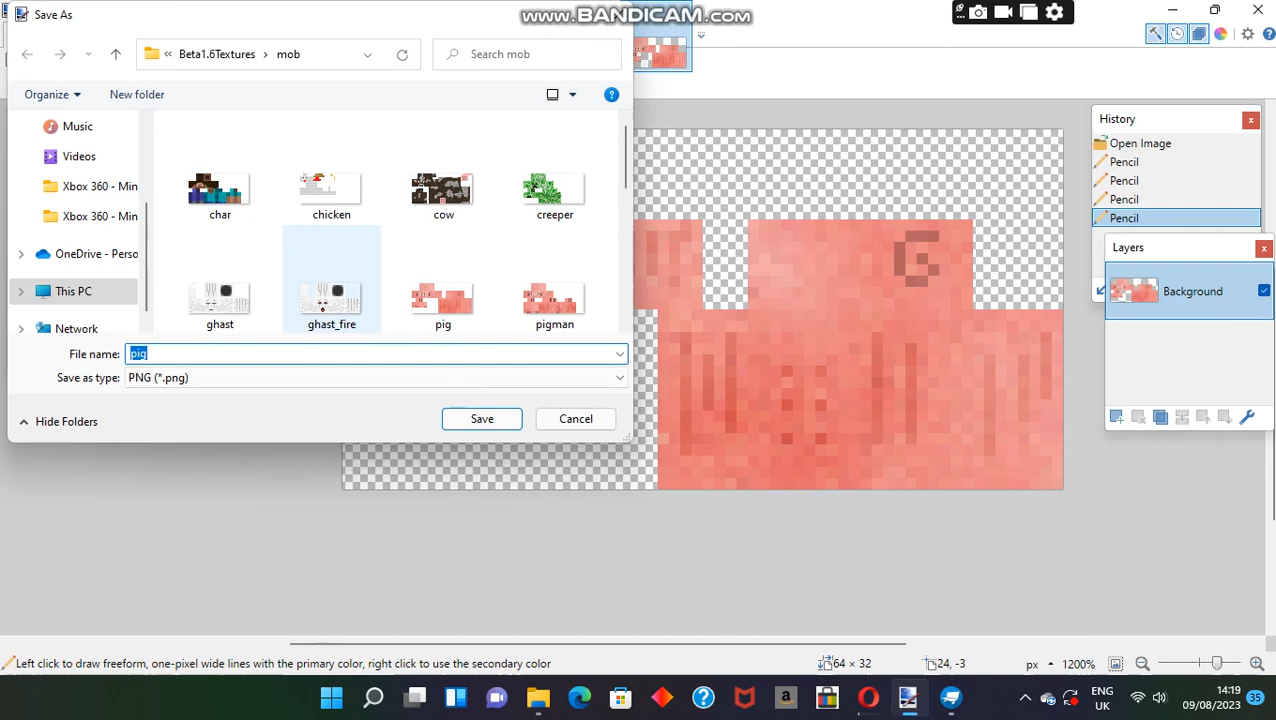 Save As
www.BANDICAM.com
Beta1.6Textures
mob
Search mob
Organize
New folder
Music
Videos
Xbox 360 - Min
Xbox 360 - Min
OneDrive - Perso
This PC
Network
char
chicken
cow
creeper
ghast
ghast_fire
pig
pigman
File name:
pig
Save as type:
PNG (*.png)
Hide Folders
Save
Cancel
History
Open Image
Pencil
Pencil
Pencil
Pencil
Layers
Background
G
Left click to draw freeform, one-pixel wide lines with the primary color, right click to use the secondary color
64 × 32
24, -3
px
1200%
ENG
UK
14:19
09/08/2023
35